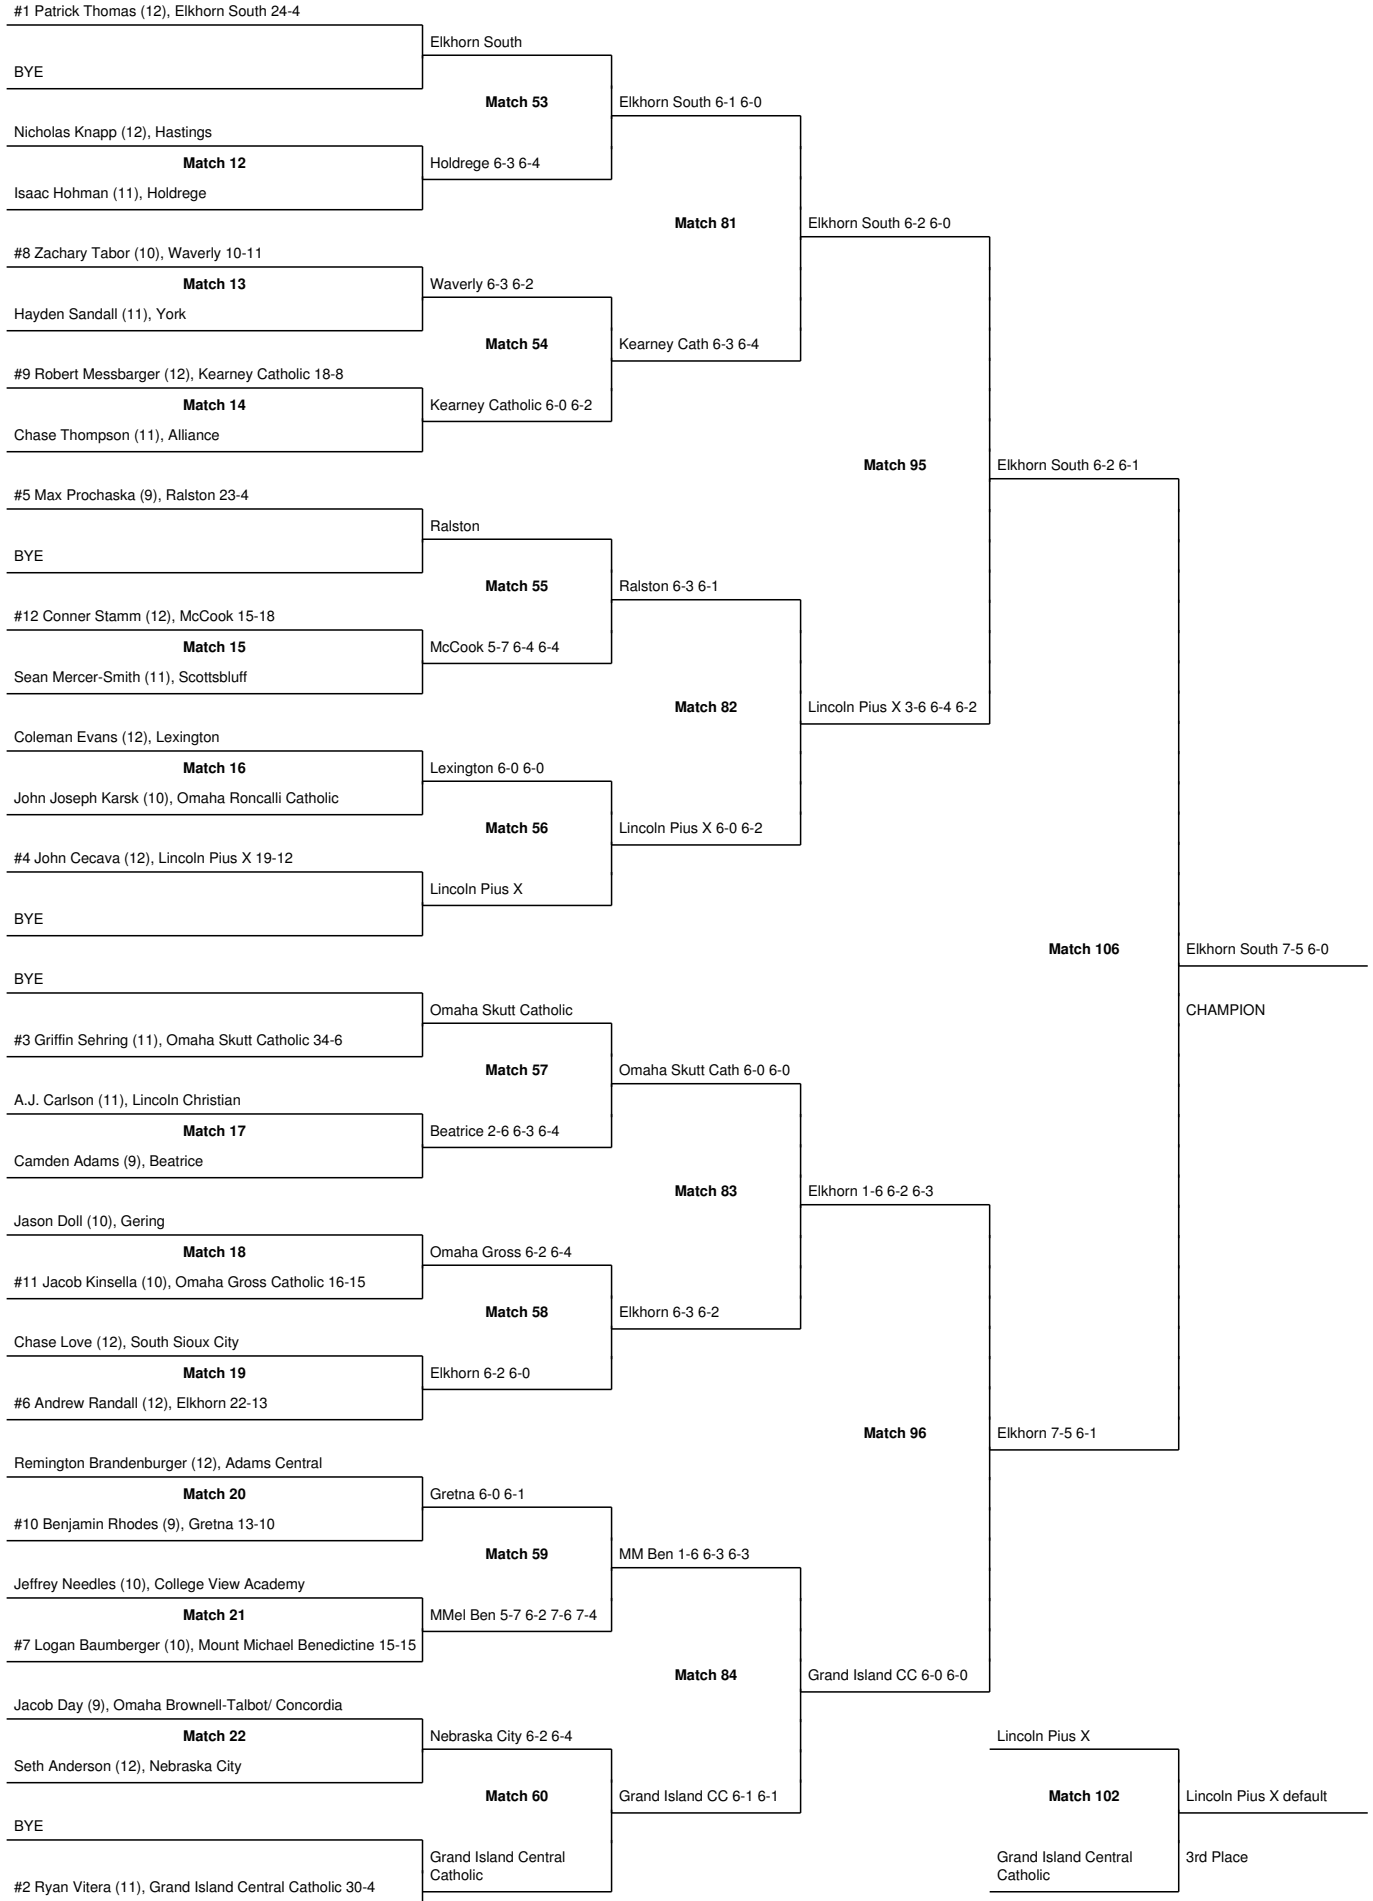 #1 Patrick Thomas (12), Elkhorn South 24-4
Elkhorn South
BYE
Match 53
Elkhorn South 6-1 6-0
Nicholas Knapp (12), Hastings
Match 12
Holdrege 6-3 6-4
Isaac Hohman (11), Holdrege
Match 81
Elkhorn South 6-2 6-0
#8 Zachary Tabor (10), Waverly 10-11
Match 13
Waverly 6-3 6-2
Hayden Sandall (11), York
Match 54
Kearney Cath 6-3 6-4
#9 Robert Messbarger (12), Kearney Catholic 18-8
Match 14
Kearney Catholic 6-0 6-2
Chase Thompson (11), Alliance
Match 95
Elkhorn South 6-2 6-1
#5 Max Prochaska (9), Ralston 23-4
Ralston
BYE
Match 55
Ralston 6-3 6-1
#12 Conner Stamm (12), McCook 15-18
Match 15
McCook 5-7 6-4 6-4
Sean Mercer-Smith (11), Scottsbluff
Match 82
Lincoln Pius X 3-6 6-4 6-2
Coleman Evans (12), Lexington
Match 16
Lexington 6-0 6-0
John Joseph Karsk (10), Omaha Roncalli Catholic
Match 56
Lincoln Pius X 6-0 6-2
#4 John Cecava (12), Lincoln Pius X 19-12
Lincoln Pius X
BYE
Match 106
Elkhorn South 7-5 6-0
BYE
Omaha Skutt Catholic
CHAMPION
#3 Griffin Sehring (11), Omaha Skutt Catholic 34-6
Match 57
Omaha Skutt Cath 6-0 6-0
A.J. Carlson (11), Lincoln Christian
Match 17
Beatrice 2-6 6-3 6-4
Camden Adams (9), Beatrice
Match 83
Elkhorn 1-6 6-2 6-3
Jason Doll (10), Gering
Match 18
Omaha Gross 6-2 6-4
#11 Jacob Kinsella (10), Omaha Gross Catholic 16-15
Match 58
Elkhorn 6-3 6-2
Chase Love (12), South Sioux City
Match 19
Elkhorn 6-2 6-0
#6 Andrew Randall (12), Elkhorn 22-13
Match 96
Elkhorn 7-5 6-1
Remington Brandenburger (12), Adams Central
Match 20
Gretna 6-0 6-1
#10 Benjamin Rhodes (9), Gretna 13-10
Match 59
MM Ben 1-6 6-3 6-3
Jeffrey Needles (10), College View Academy
Match 21
MMel Ben 5-7 6-2 7-6 7-4
#7 Logan Baumberger (10), Mount Michael Benedictine 15-15
Match 84
Grand Island CC 6-0 6-0
Jacob Day (9), Omaha Brownell-Talbot/ Concordia
Match 22
Nebraska City 6-2 6-4
Lincoln Pius X
Seth Anderson (12), Nebraska City
Match 60
Grand Island CC 6-1 6-1
Match 102
Lincoln Pius X default
BYE
Grand Island Central
Catholic
Grand Island Central
Catholic
3rd Place
#2 Ryan Vitera (11), Grand Island Central Catholic 30-4